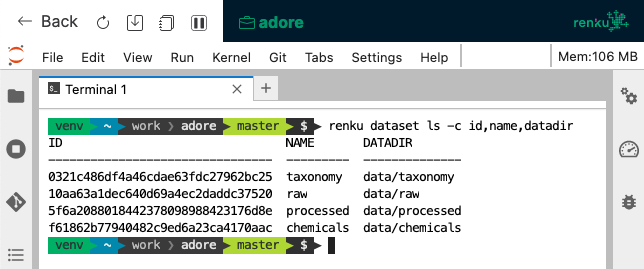 ← Back adore renku
File Edit View Run Kernel Git Tabs Settings Help Mem:106 MB
Terminal 1
venv ~ work adore master $ renku dataset ls -c id,name,datadir
ID NAME DATADIR
-------------------------------- ---------- --------------
0321c486df4a46cdae63fdc27962bc25 taxonomy data/taxonomy
10aa63a1dec640d69a4ec2daddc37520 raw data/raw
5f6a2088018442378098988423176d8e processed data/processed
f61862b77940482c9ed6a23ca4170aac chemicals data/chemicals
venv ~ work adore master $